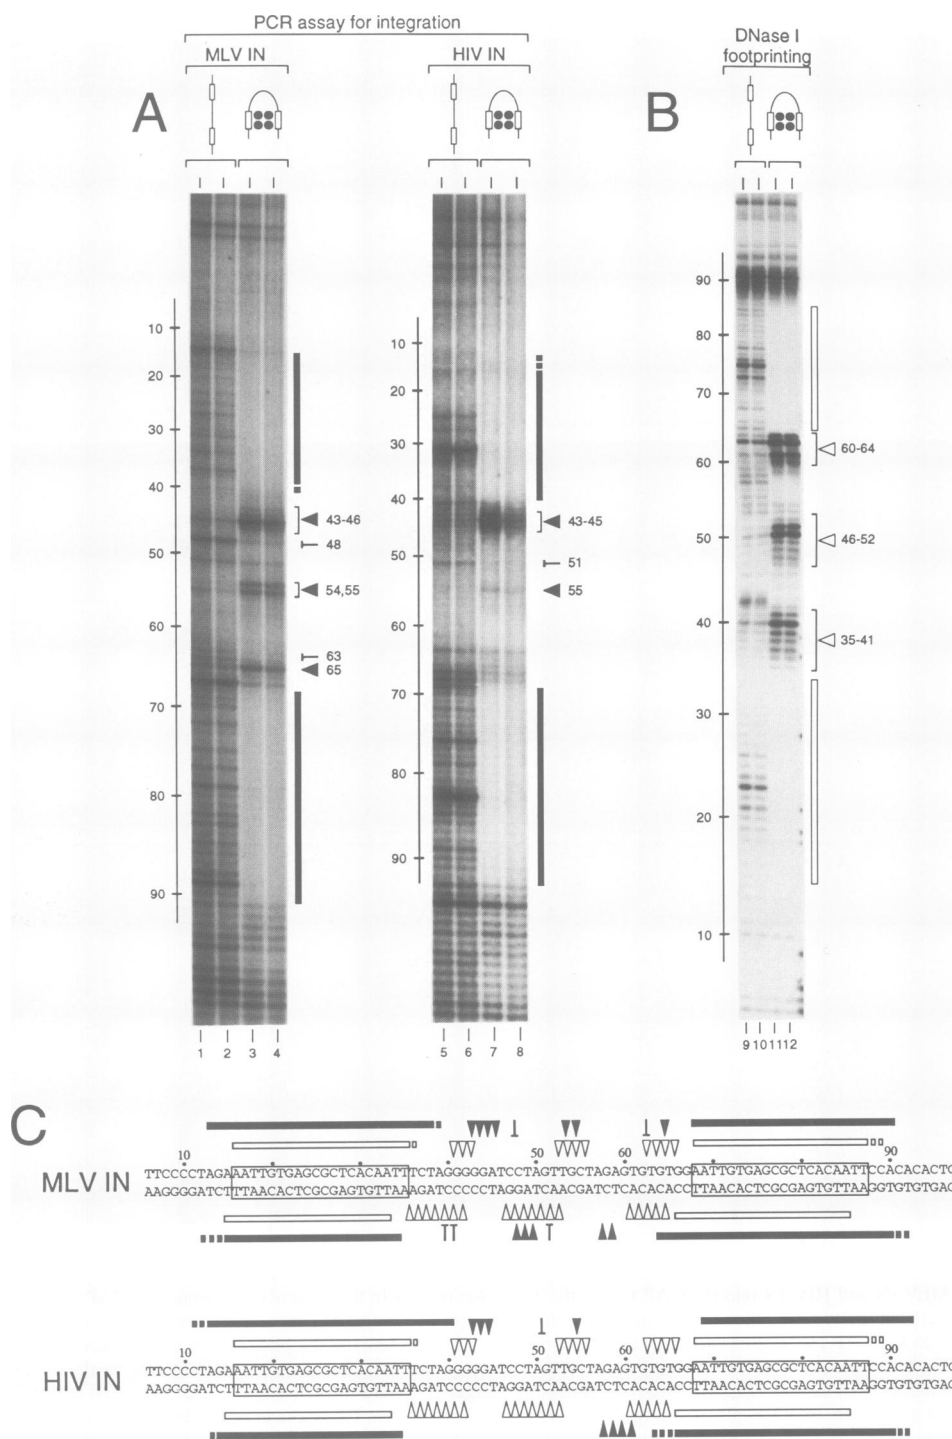 PCR assay for integration
MLV IN
HIV IN
DNase I
footprinting
A
B
10
20
30
40
50
60
70
80
90
43-46
48
54,55
63
65
10
20
30
40
50
60
70
80
90
43-45
51
55
90
80
70
60
50
40
30
20
10
60-64
46-52
35-41
1 2 3 4
5 6 7 8
9 10 11 12
C
10 50 60 90
MLV IN
TTCCCCTAGAAATTGTGAGCGCTCACAATTTCTAGGGGGATCCTAGTTGCTAGAGTGTGTGGAATTGTGAGCGCTCACAATTCCACACACTC
AAGGGGATCTTTAACACTCGCGAGTGTTAAAGATCCCCCTAGGATCAACGATCTCACACACCTTAACACTCGCGAGTGTTAAGGTGTGTGAG
10 40 50 60 90
HIV IN
TTCCCCTAGAAATTGTGAGCGCTCACAATTTCTAGGGGGATCCTAGTTGCTAGAGTGTGTGGAATTGTGAGCGCTCACAATTCCACACACTC
AAGCGGATCTTTAACACTCGCGAGTGTTAAAGATCCCCCTAGGATCAACGATCTCACACACCTTAACACTCGCGAGTGTTAAGGTGTGTGAG